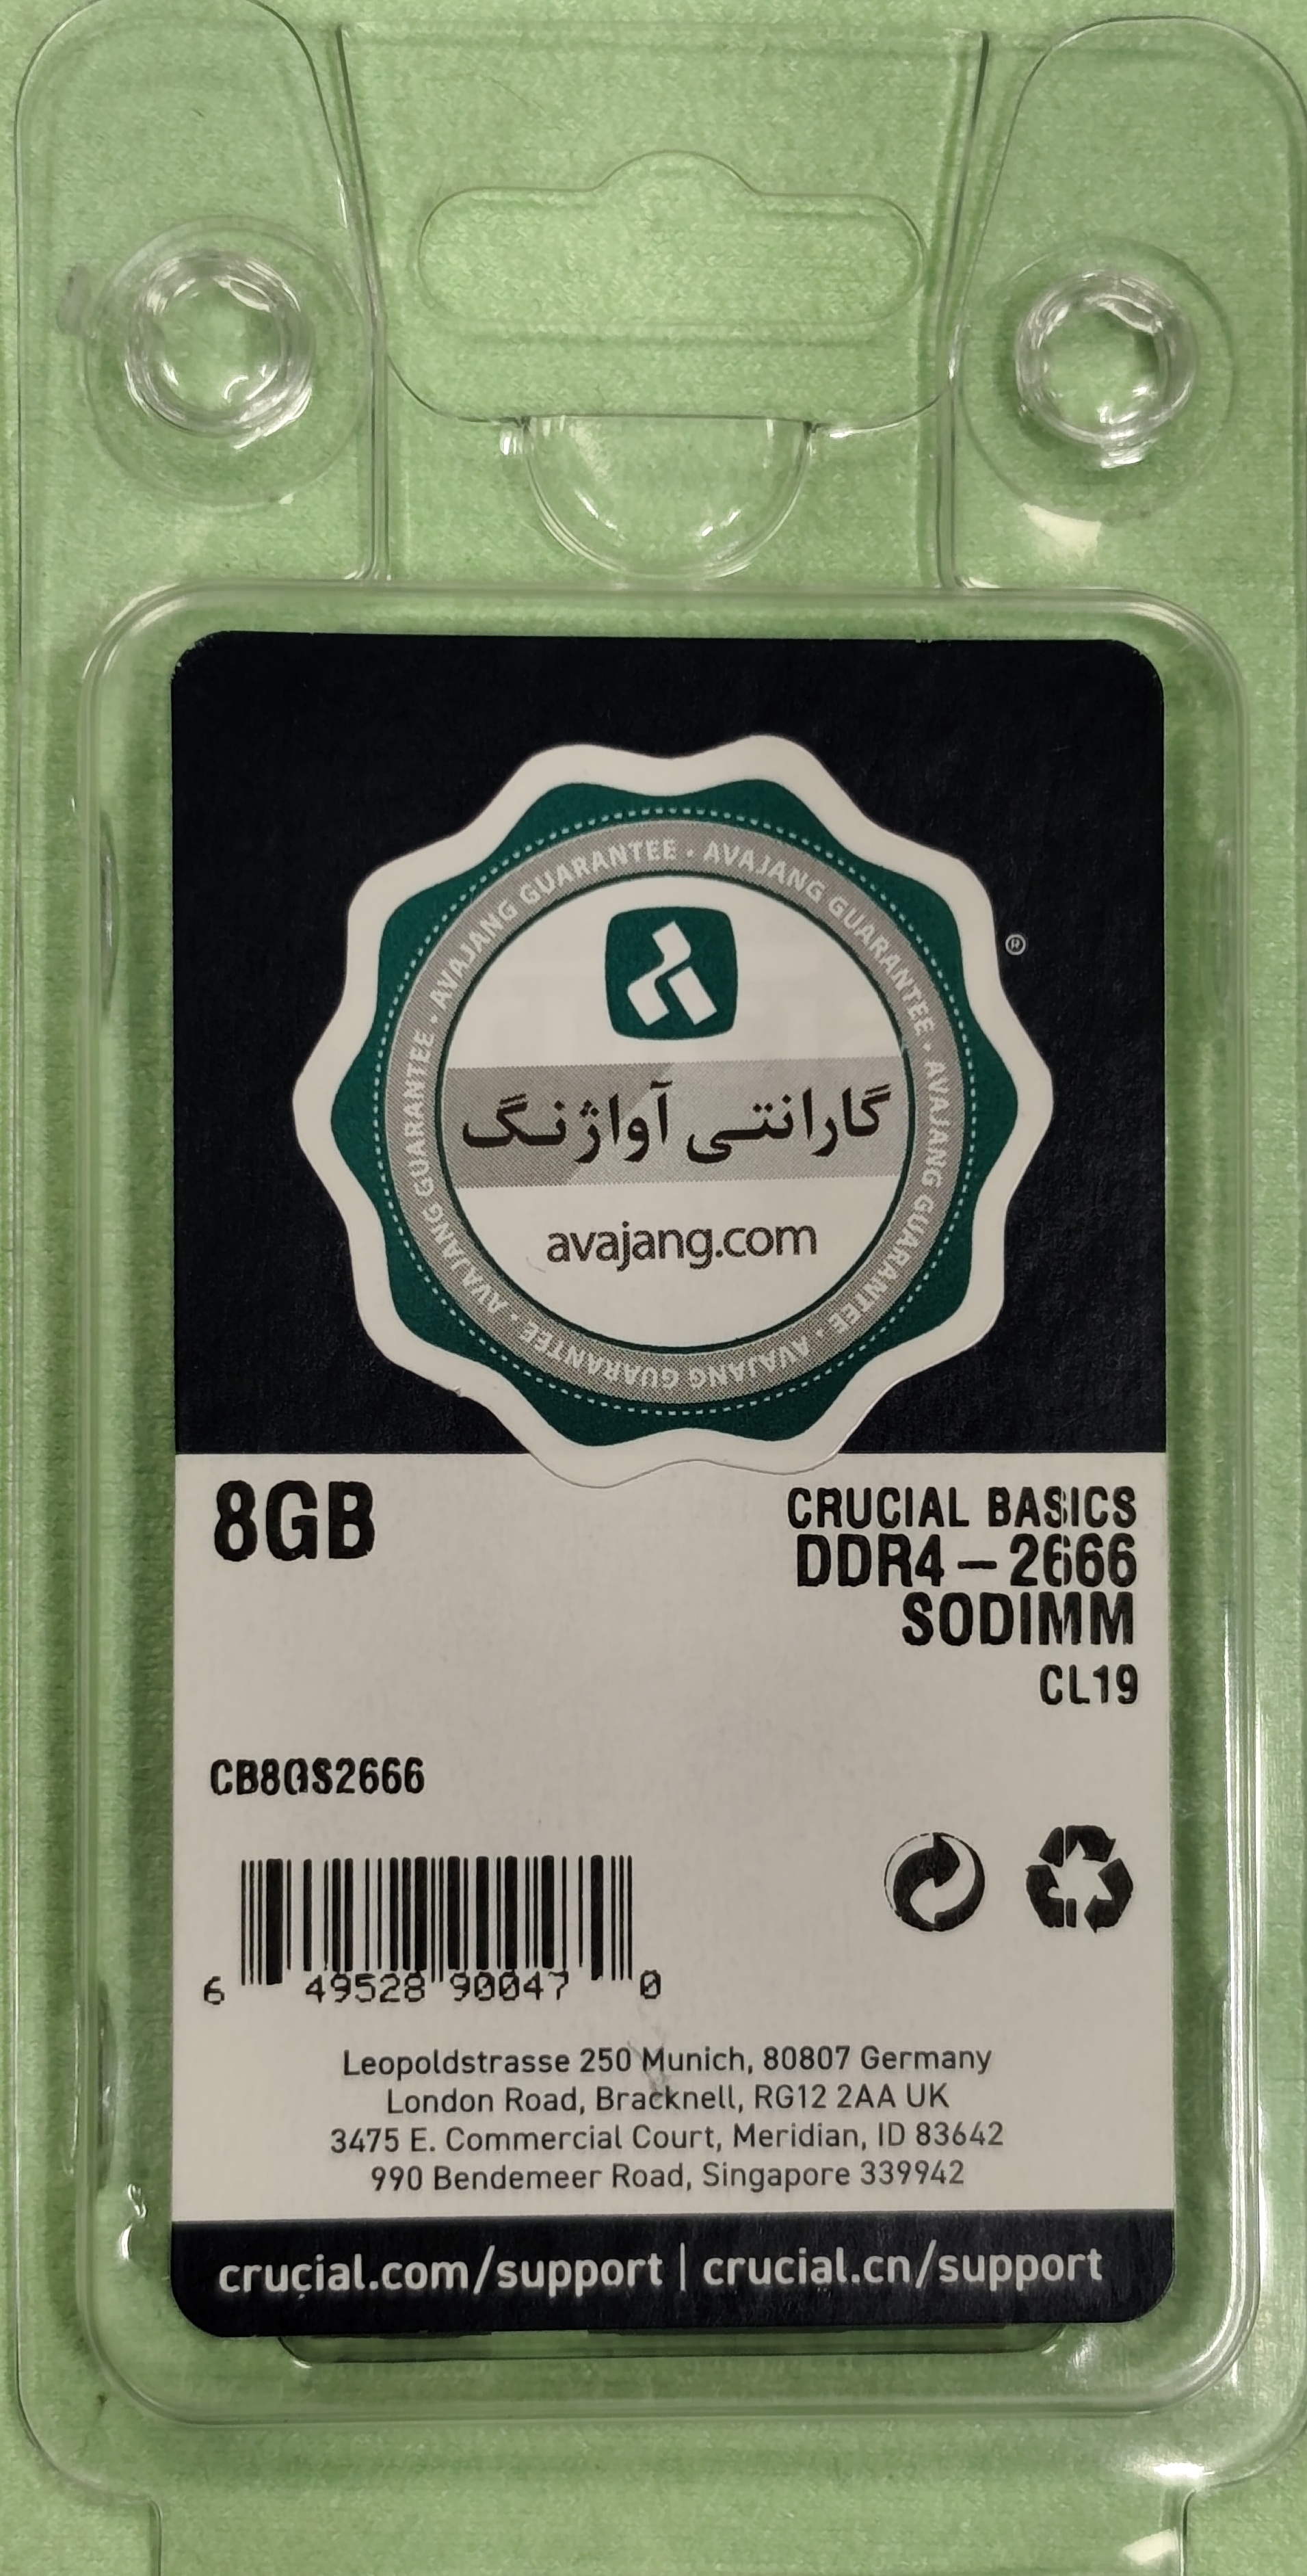 AVAJANG GUARANTEE • AVAJANG GUARANTEE • AVAJANG GUARANTEE • AVAJANG GUARANTEE • AVAJANG GUARANTEE •
®
گارانتی آواژنگ
avajang.com
8GB
CRUCIAL BASICS
DDR4-2666
SODIMM
CL19
CB8GS2666
6 49528 90047 0
Leopoldstrasse 250 Munich, 80807 Germany
London Road, Bracknell, RG12 2AA UK
3475 E. Commercial Court, Meridian, ID 83642
990 Bendemeer Road, Singapore 339942
crucial.com/support | crucial.cn/support